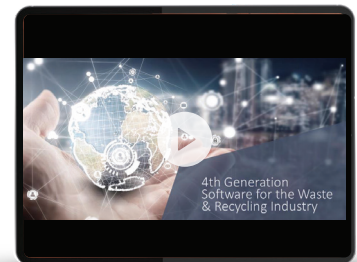 4th Generation
Software for the Waste
& Recycling Industry